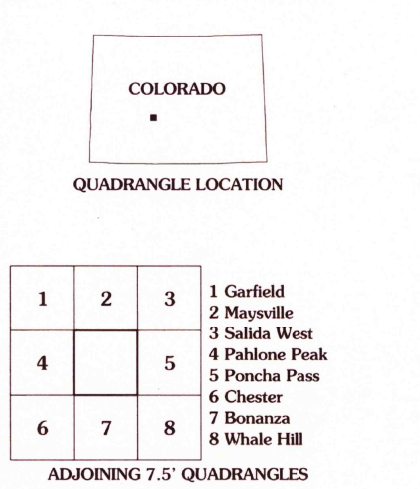 COLORADO
QUADRANGLE LOCATION
1 2 3
4 5
6 7 8
1 Garfield
2 Maysville
3 Salida West
4 Pahlone Peak
5 Poncha Pass
6 Chester
7 Bonanza
8 Whale Hill
ADJOINING 7.5' QUADRANGLES